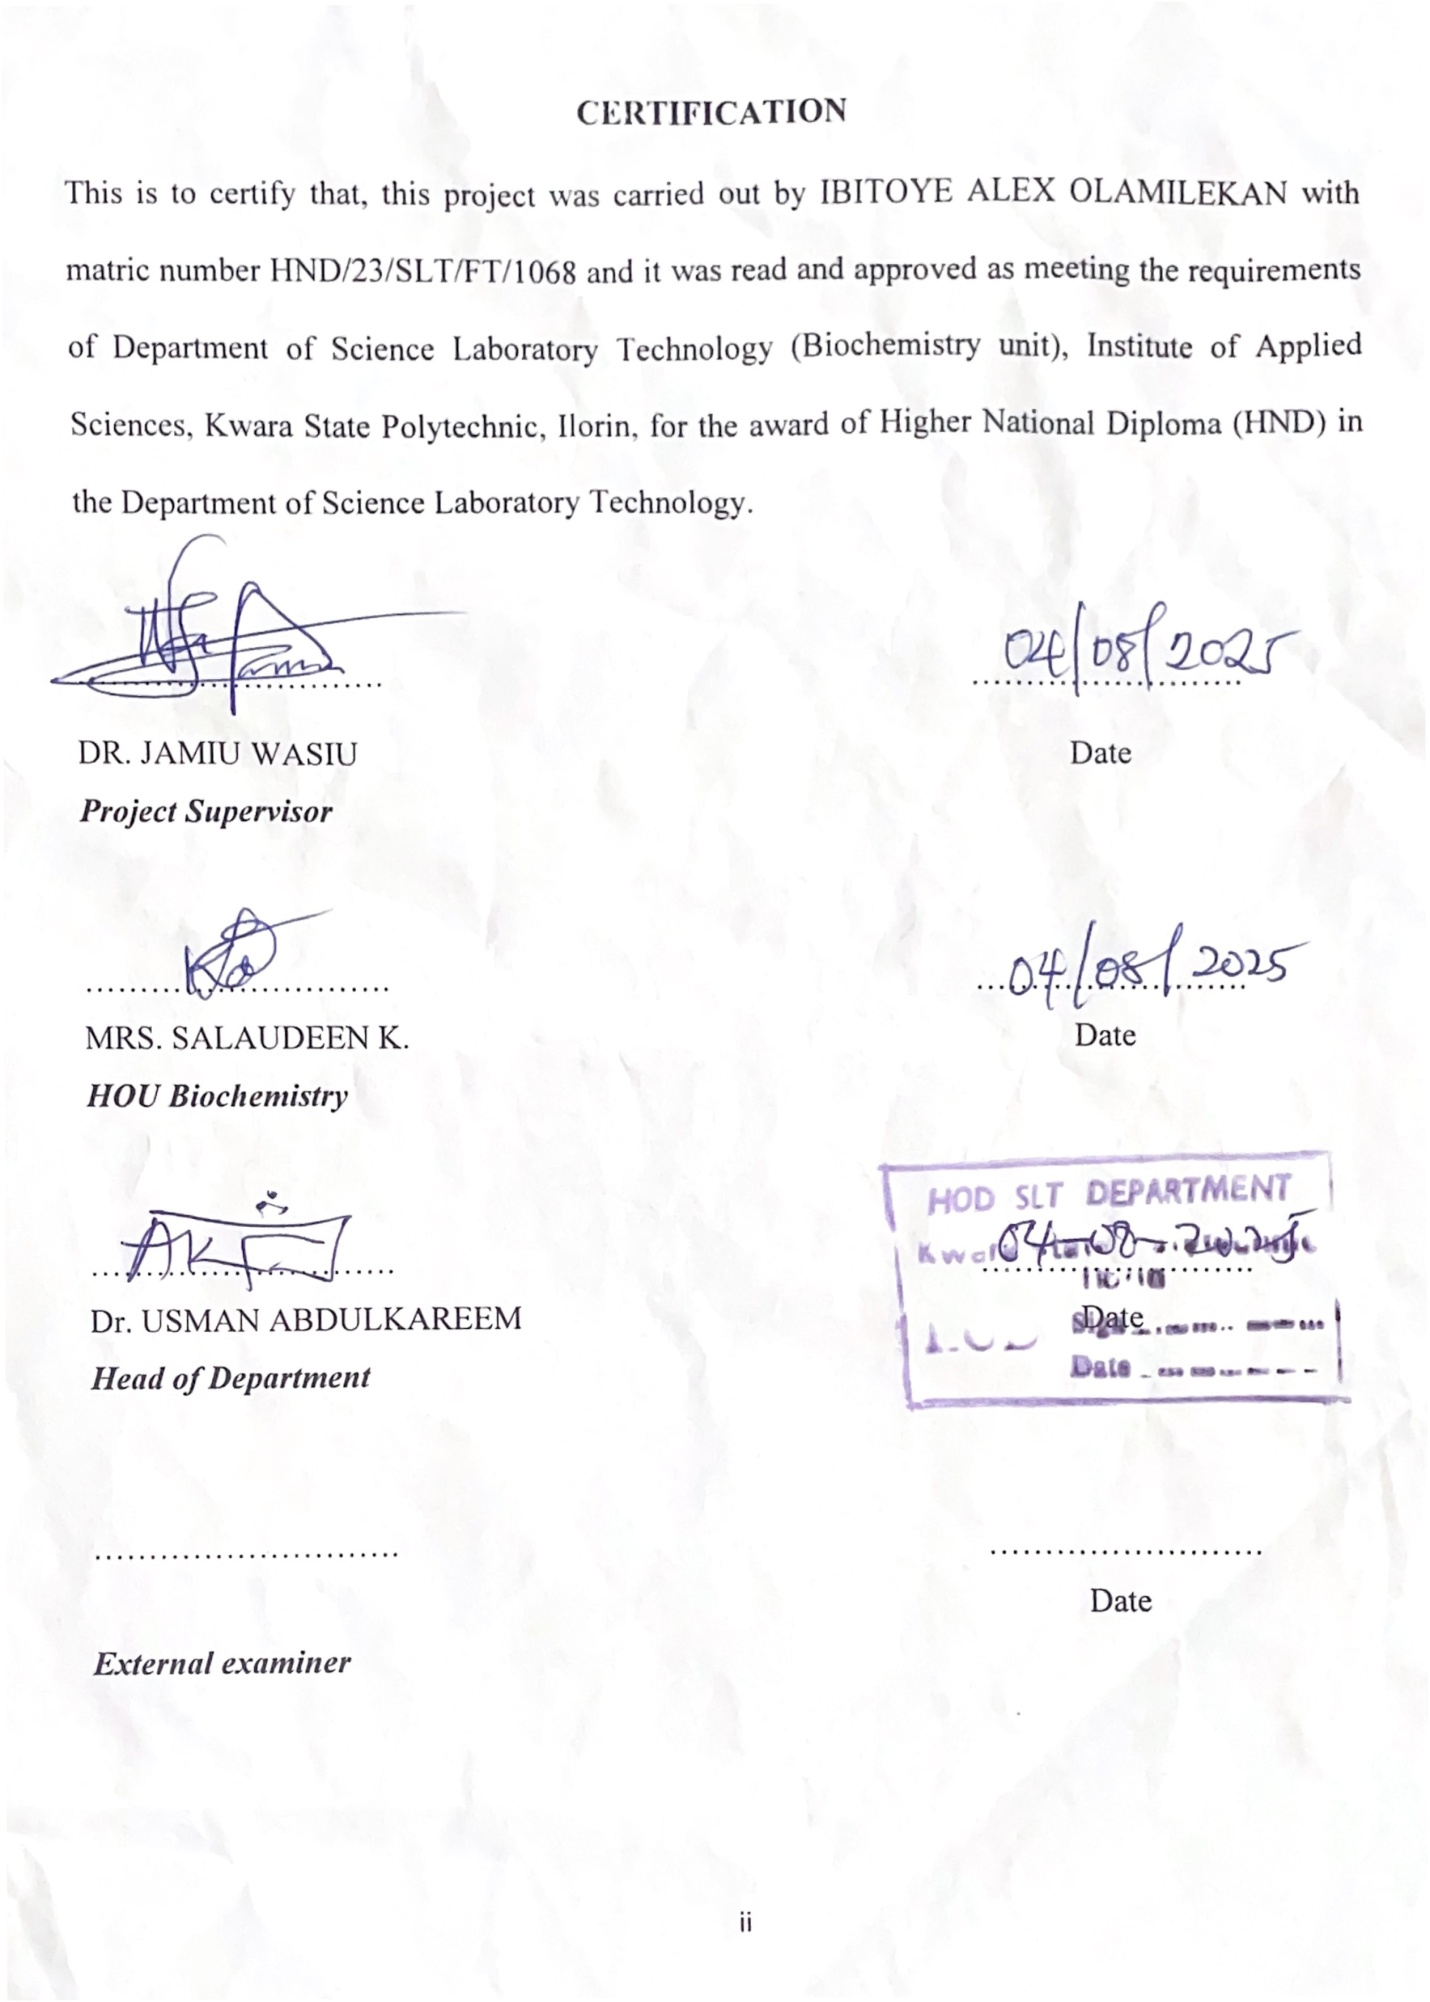 CERTIFICATION
This is to certify that, this project was carried out by IBITOYE ALEX OLAMILEKAN with
matric number HND/23/SLT/FT/1068 and it was read and approved as meeting the requirements
of Department of Science Laboratory Technology (Biochemistry unit), Institute of Applied
Sciences, Kwara State Polytechnic, Ilorin, for the award of Higher National Diploma (HND) in
the Department of Science Laboratory Technology.
04/08/2025
DR. JAMIU WASIU
Date
Project Supervisor
04/08/2025
MRS. SALAUDEEN K.
Date
HOU Biochemistry
HOD SLT DEPARTMENT
04-08-2025
Dr. USMAN ABDULKAREEM
Date
Date
Head of Department
Date
External examiner
ii